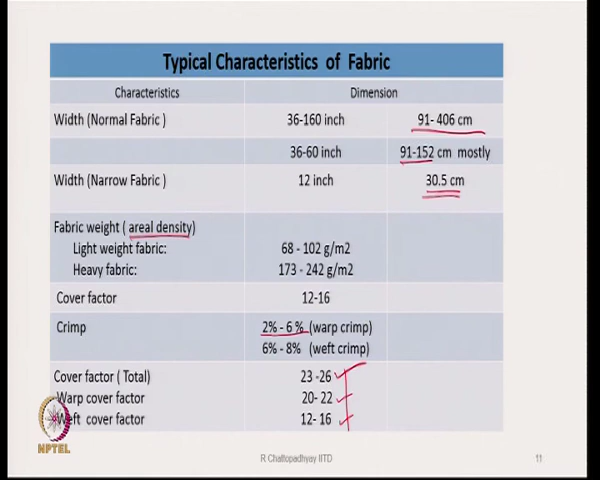 Typical Characteristics of Fabric
Characteristics Dimension
Width (Normal Fabric) 36-160 inch 91- 406 cm
36-60 inch 91-152 cm mostly
Width (Narrow Fabric) 12 inch 30.5 cm
Fabric weight ( areal density)
Light weight fabric: 68 - 102 g/m2
Heavy fabric: 173 - 242 g/m2
Cover factor 12-16
Crimp 2% - 6 % (warp crimp)
6% - 8% (weft crimp)
Cover factor ( Total) 23 -26
Warp cover factor 20- 22
Weft cover factor 12- 16
NPTEL
R Chattopadhyay IITD 11